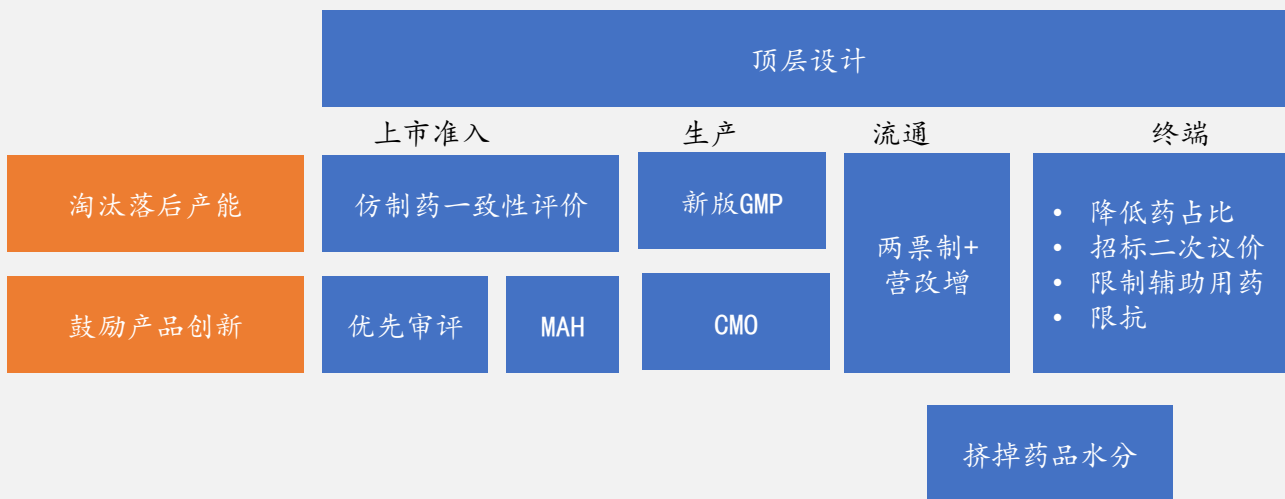 顶层设计
上市准入
生产
流通
终端
淘汰落后产能
仿制药一致性评价
新版GMP
两票制+
营改增
• 降低药占比
• 招标二次议价
• 限制辅助用药
• 限抗
鼓励产品创新
优先审评
MAH
CMO
挤掉药品水分